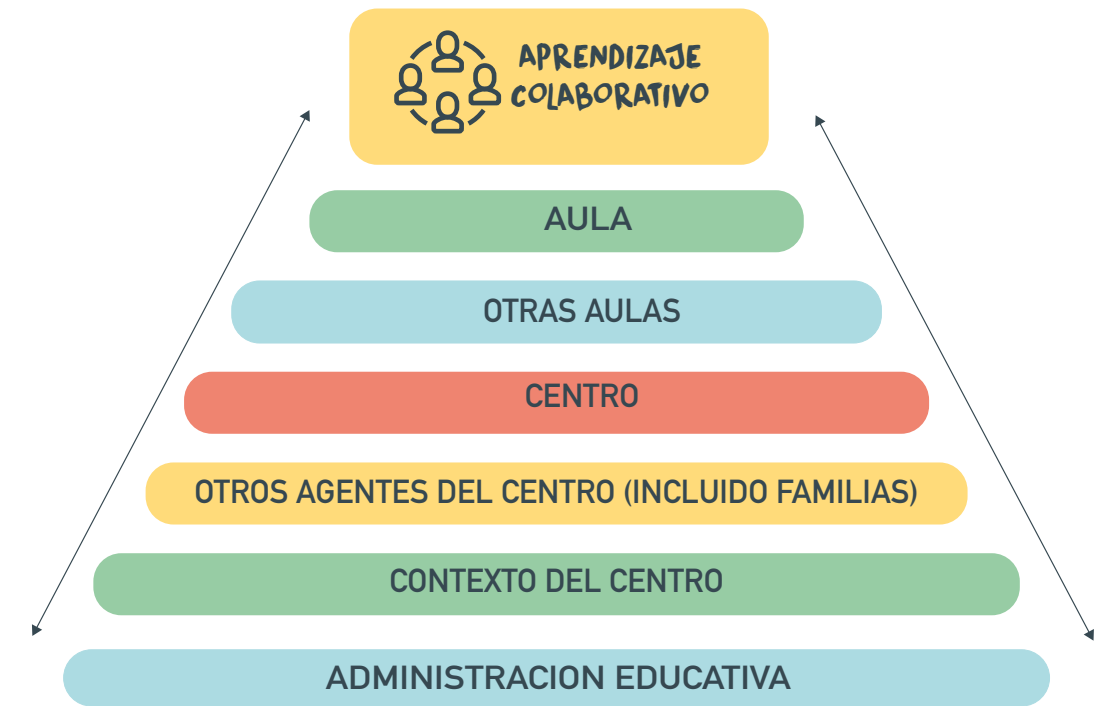 APRENDIZAJE
COLABORATIVO
AULA
OTRAS AULAS
CENTRO
OTROS AGENTES DEL CENTRO (INCLUIDO FAMILIAS)
CONTEXTO DEL CENTRO
ADMINISTRACION EDUCATIVA